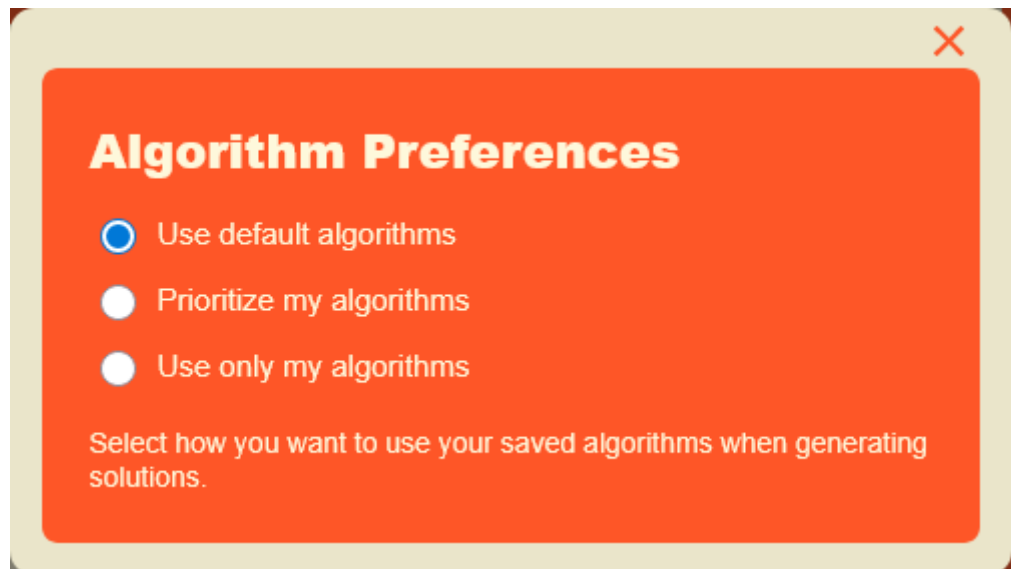 Algorithm Preferences
Use default algorithms
Prioritize my algorithms
Use only my algorithms
Select how you want to use your saved algorithms when generating
solutions.